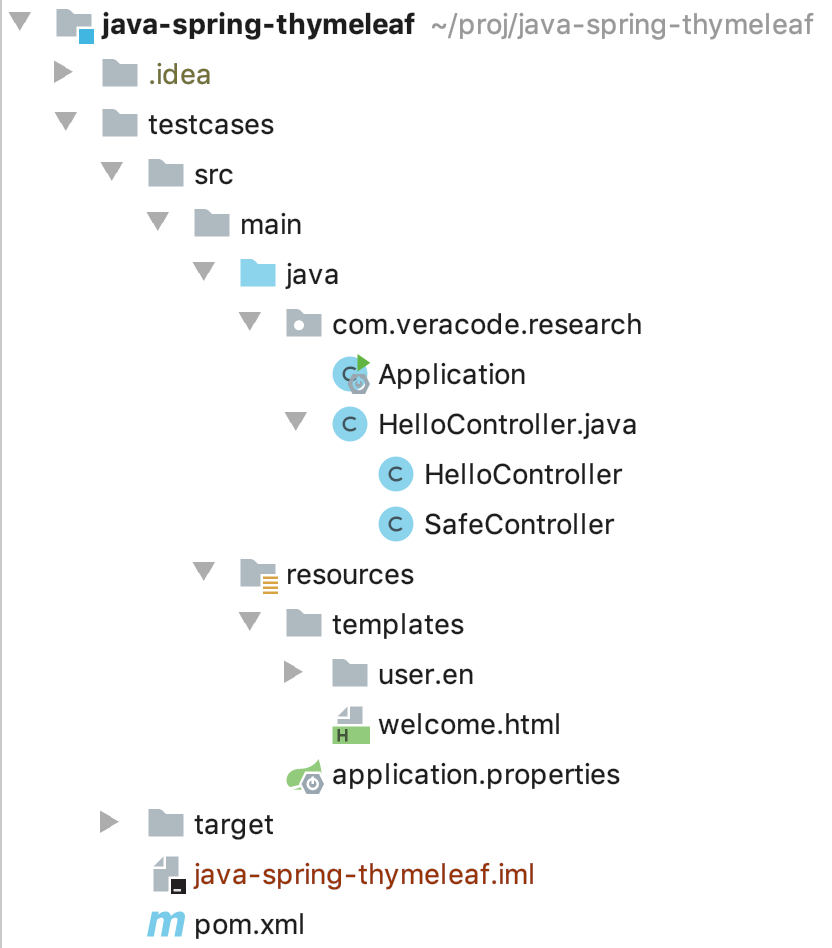 java-spring-thymeleaf ~/proj/java-spring-thymeleaf
.idea
testcases
src
main
java
com.veracode.research
C Application
C HelloController.java
C HelloController
C SafeController
resources
templates
user.en
H welcome.html
application.properties
target
java-spring-thymeleaf.iml
m pom.xml